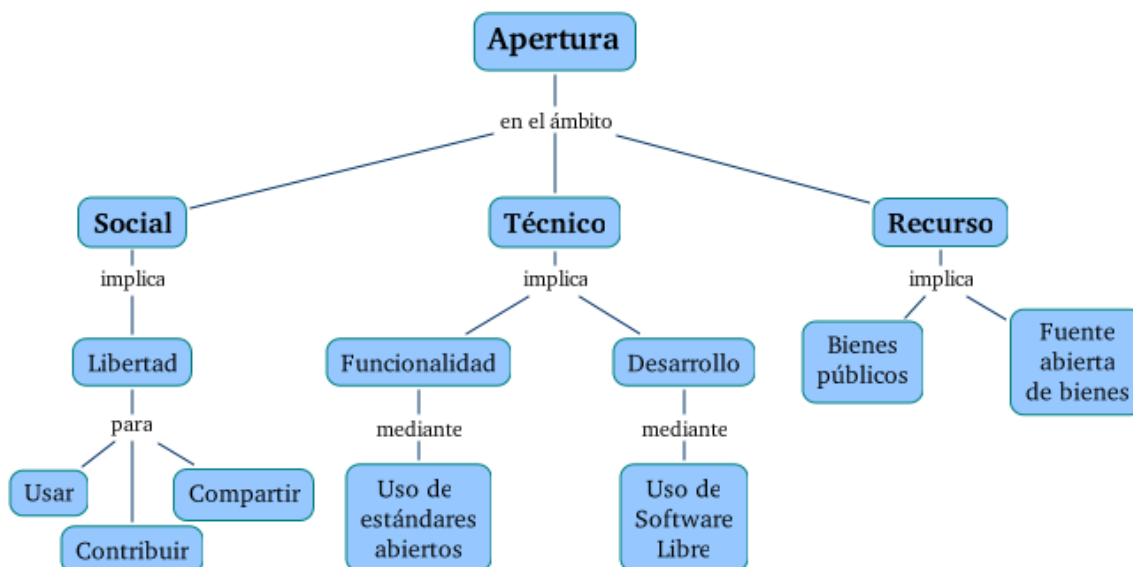 Apertura
en el ámbito
Social
Técnico
Recurso
implica
implica
implica
Libertad
Funcionalidad
Desarrollo
Bienes
públicos
Fuente
abierta
de bienes
para
mediante
mediante
Usar
Compartir
Contribuir
Uso de
estándares
abiertos
Uso de
Software
Libre